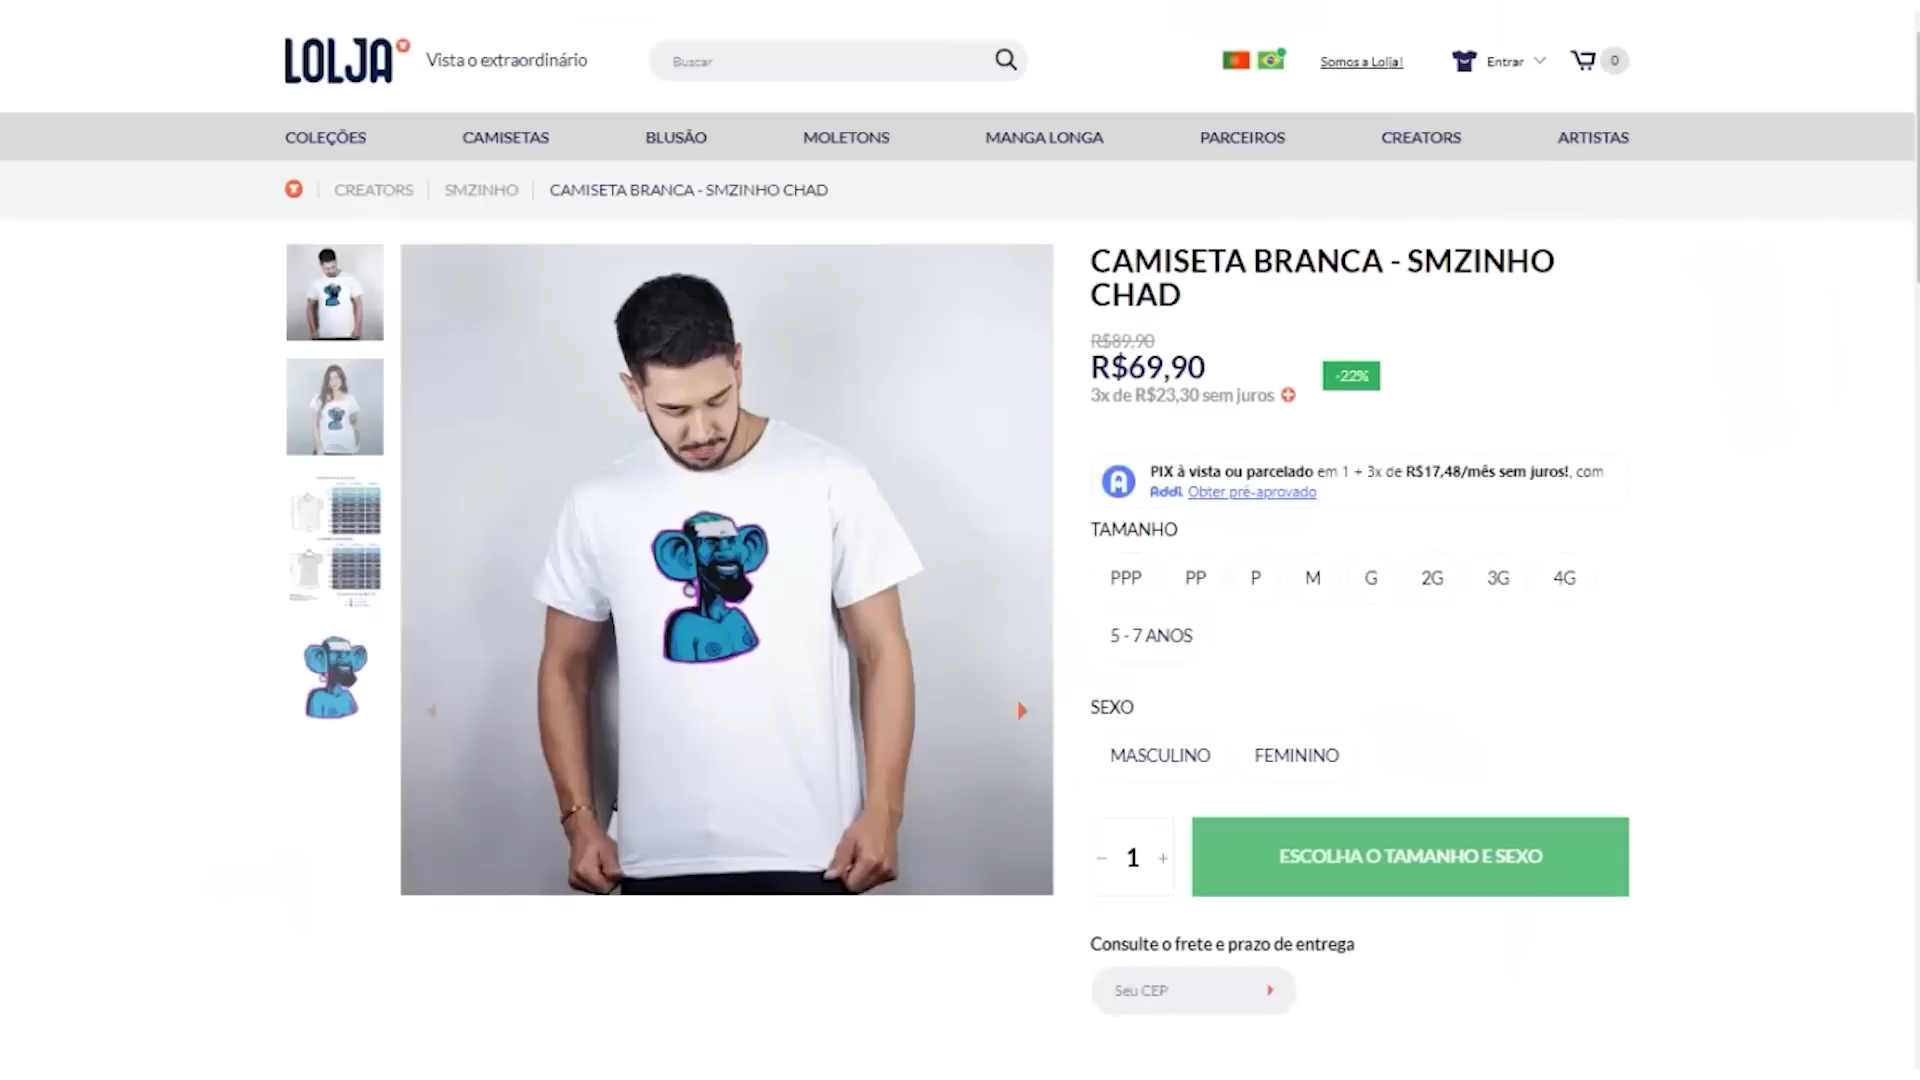 LOLJA
Vista o extraordinário
Buscar
Somos a Lolja!
Entrar
0
COLEÇÕES
CAMISETAS
BLUSÃO
MOLETONS
MANGA LONGA
PARCEIROS
CREATORS
ARTISTAS
CREATORS
SMZINHO
CAMISETA BRANCA - SMZINHO CHAD
CAMISETA BRANCA - SMZINHO
CHAD
R$89,90
R$69,90
-22%
3x de R$23,30 sem juros
PIX à vista ou parcelado em 1 + 3x de R$17,48/mês sem juros!, com
Addi. Obter pré-aprovado
TAMANHO
PPP
PP
P
M
G
2G
3G
4G
5 - 7 ANOS
SEXO
MASCULINO
FEMININO
− 1 +
ESCOLHA O TAMANHO E SEXO
Consulte o frete e prazo de entrega
Seu CEP